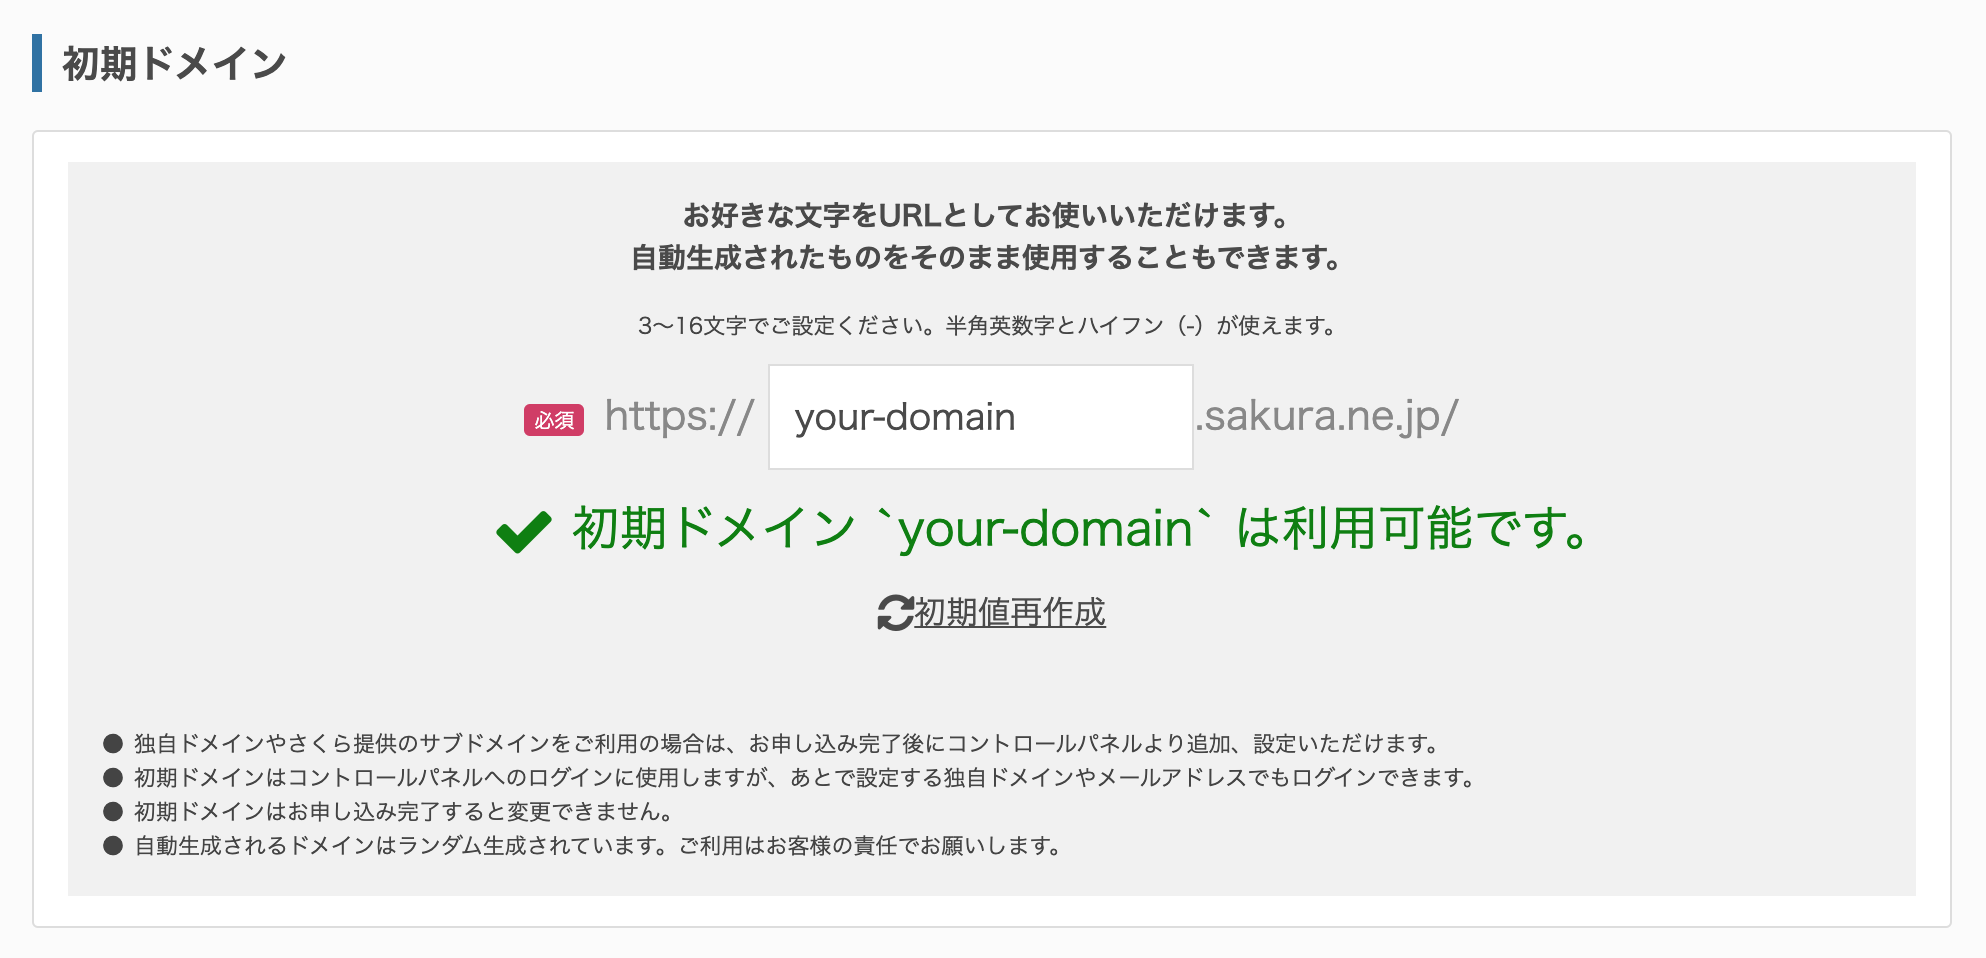 初期ドメイン
お好きな文字をURLとしてお使いいただけます。
自動生成されたものをそのまま使用することもできます。
3〜16文字でご設定ください。半角英数字とハイフン（-）が使えます。
必須 https:// your-domain .sakura.ne.jp/
初期ドメイン `your-domain` は利用可能です。
初期値再作成
● 独自ドメインやさくら提供のサブドメインをご利用の場合は、お申し込み完了後にコントロールパネルより追加、設定いただけます。
● 初期ドメインはコントロールパネルへのログインに使用しますが、あとで設定する独自ドメインやメールアドレスでもログインできます。
● 初期ドメインはお申し込み完了すると変更できません。
● 自動生成されるドメインはランダム生成されています。ご利用はお客様の責任でお願いします。